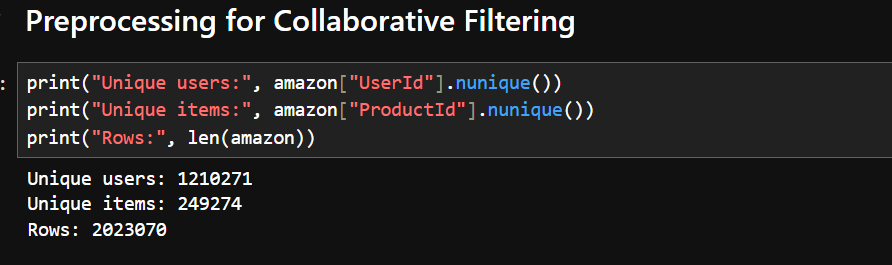 Preprocessing for Collaborative Filtering
:
print("Unique users:", amazon["UserId"].nunique())
print("Unique items:", amazon["ProductId"].nunique())
print("Rows:", len(amazon))
Unique users: 1210271
Unique items: 249274
Rows: 2023070